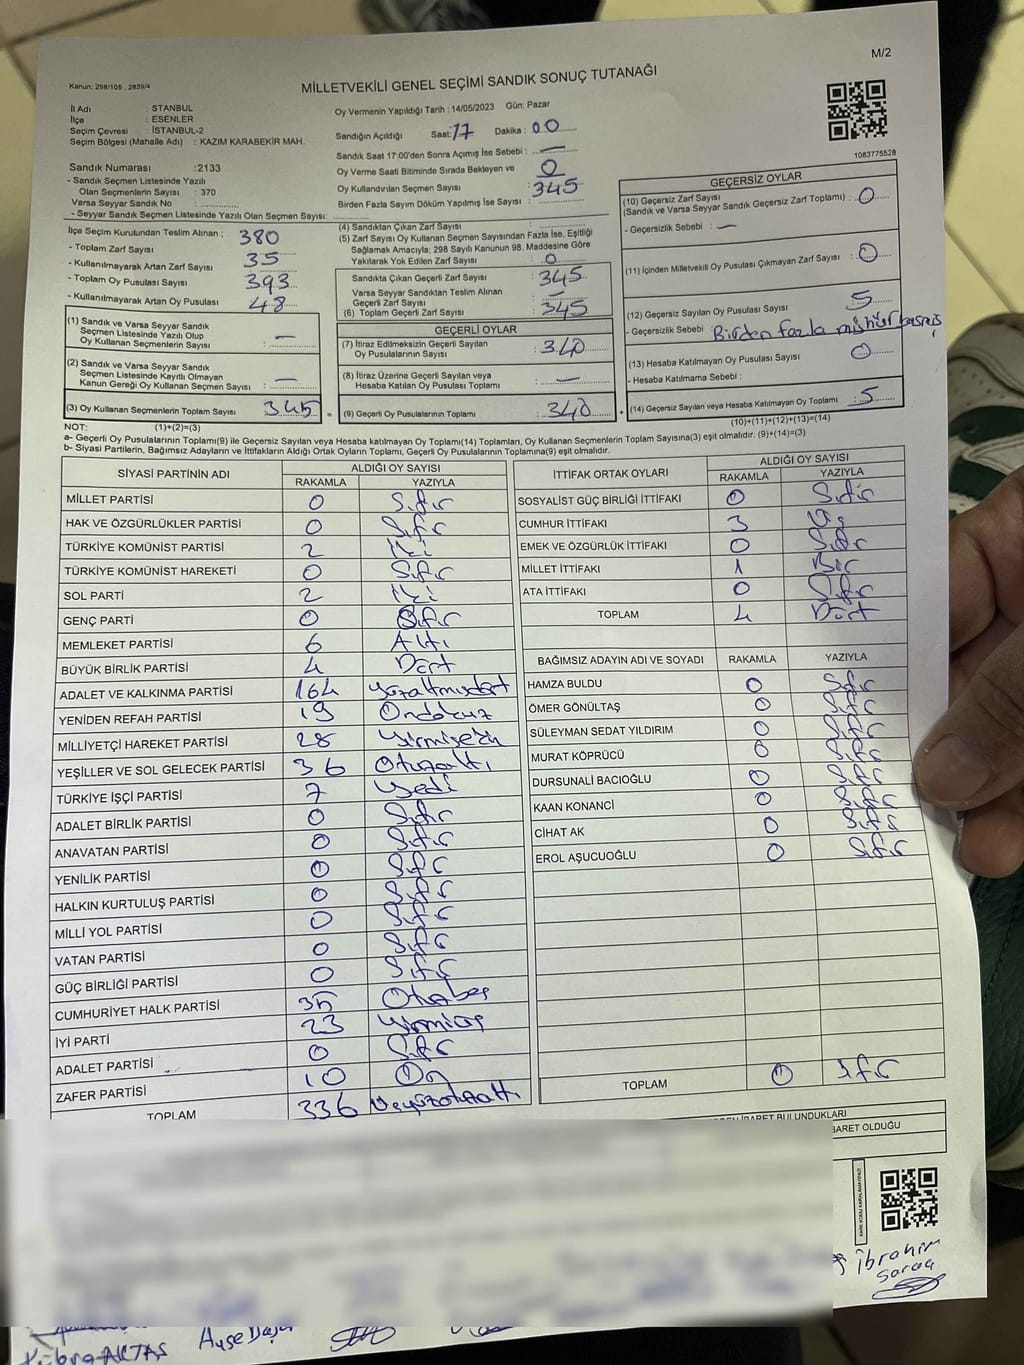 M/2
Kanun: 298/105 , 2839/4
MİLLETVEKİLİ GENEL SEÇİMİ SANDIK SONUÇ TUTANAĞI
İl Adı : STANBUL
İlçe : ESENLER
Seçim Çevresi : İSTANBUL-2
Seçim Bölgesi (Mahalle Adı) : KAZIM KARABEKİR MAH.
Oy Vermenin Yapıldığı Tarih : 14/05/2023 Gün: Pazar
Sandığın Açıldığı Saat: 17 Dakika : 00
Sandık Saat 17:00'den Sonra Açımış İse Sebebi : —
Oy Verme Saati Bitiminde Sırada Bekleyen ve
Oy Kullandırılan Seçmen Sayısı : 0
345
Birden Fazla Sayım Döküm Yapılmış İse Sayısı :
1083775528
Sandık Numarası :2133
- Sandık Seçmen Listesinde Yazılı
Olan Seçmenlerin Sayısı : 370
Varsa Seyyar Sandık No :
- Seyyar Sandık Seçmen Listesinde Yazılı Olan Seçmen Sayısı:
İlçe Seçim Kurulundan Teslim Alınan ;
- Toplam Zarf Sayısı 380
- Kullanılmayarak Artan Zarf Sayısı 35
- Toplam Oy Pusulası Sayısı 393
- Kullanılmayarak Artan Oy Pusulası 48
(1) Sandık ve Varsa Seyyar Sandık
Seçmen Listesinde Yazılı Olup
Oy Kullanan Seçmenlerin Sayısı : —
(2) Sandık ve Varsa Seyyar Sandık
Seçmen Listesinde Kayıtlı Olmayan
Kanun Gereği Oy Kullanan Seçmen Sayısı : —
(3) Oy Kullanan Seçmenlerin Toplam Sayısı : 345 =
(1)+(2)=(3)
(4) Sandıktan Çıkan Zarf Sayısı :
(5) Zarf Sayısı Oy Kullanan Seçmen Sayısından Fazla İse, Eşitliği
Sağlamak Amacıyla; 298 Sayılı Kanunun 98. Maddesine Göre
Yakılarak Yok Edilen Zarf Sayısı : 0
Sandıkta Çıkan Geçerli Zarf Sayısı : 345
Varsa Seyyar Sandıktan Teslim Alınan
Geçerli Zarf Sayısı : —
(6) Toplam Geçerli Zarf Sayısı : 345
GEÇERLİ OYLAR
(7) İtiraz Edilmeksizin Geçerli Sayılan
Oy Pusulalarının Sayısı : 340
(8) İtiraz Üzerine Geçerli Sayılan veya
Hesaba Katılan Oy Pusulası Toplamı : —
(9) Geçerli Oy Pusulalarının Toplamı : 340 +
GEÇERSİZ OYLAR
(10) Geçersiz Zarf Sayısı
(Sandık ve Varsa Seyyar Sandık Geçersiz Zarf Toplamı) : 0
- Geçersizlik Sebebi : —
(11) İçinden Milletvekili Oy Pusulası Çıkmayan Zarf Sayısı : 0
(12) Geçersiz Sayılan Oy Pusulası Sayısı : 5
- Geçersizlik Sebebi : Birden fazla mühür
(13) Hesaba Katılmayan Oy Pusulası Sayısı : 0
- Hesaba Katılmama Sebebi :
(14) Geçersiz Sayılan veya Hesaba Katılmayan Oy Toplamı : 5
(10)+(11)+(12)+(13)=(14)
NOT:
a- Geçerli Oy Pusulalarının Toplamı(9) ile Geçersiz Sayılan veya Hesaba katılmayan Oy Toplamı(14) Toplamları, Oy Kullanan Seçmenlerin Toplam Sayısına(3) eşit olmalıdır. (9)+(14)=(3)
b- Siyasi Partilerin, Bağımsız Adayların ve İttifakların Aldığı Ortak Oyların Toplamı, Geçerli Oy Pusulalarının Toplamına(9) eşit olmalıdır.
SİYASİ PARTİNİN ADI ALDIĞI OY SAYISI
RAKAMLA YAZIYLA
MİLLET PARTİSİ 0 Sıfır
HAK VE ÖZGÜRLÜKLER PARTİSİ 0 Sıfır
TÜRKİYE KOMÜNİST PARTİSİ 2 İki
TÜRKİYE KOMÜNİST HAREKETİ 0 Sıfır
SOL PARTİ 2 İki
GENÇ PARTİ 0 Sıfır
MEMLEKET PARTİSİ 6 Altı
BÜYÜK BİRLİK PARTİSİ 4 Dört
ADALET VE KALKINMA PARTİSİ 164 Yüzaltmışdört
YENİDEN REFAH PARTİSİ 19 Ondokuz
MİLLİYETÇİ HAREKET PARTİSİ 28 Yirmisekiz
YEŞİLLER VE SOL GELECEK PARTİSİ 36 Otuzaltı
TÜRKİYE İŞÇİ PARTİSİ 7 Yedi
ADALET BİRLİK PARTİSİ 0 Sıfır
ANAVATAN PARTİSİ 0 Sıfır
YENİLİK PARTİSİ 0 Sıfır
HALKIN KURTULUŞ PARTİSİ 0 Sıfır
MİLLİ YOL PARTİSİ 0 Sıfır
VATAN PARTİSİ 0 Sıfır
GÜÇ BİRLİĞİ PARTİSİ 0 Sıfır
CUMHURİYET HALK PARTİSİ 35 Otuzbeş
İYİ PARTİ 23 Yirmiüç
ADALET PARTİSİ 0 Sıfır
ZAFER PARTİSİ 10 On
TOPLAM 336 Üçyüzotuzaltı
İTTİFAK ORTAK OYLARI ALDIĞI OY SAYISI
RAKAMLA YAZIYLA
SOSYALİST GÜÇ BİRLİĞİ İTTİFAKI 0 Sıfır
CUMHUR İTTİFAKI 3 Üç
EMEK VE ÖZGÜRLÜK İTTİFAKI 0 Sıfır
MİLLET İTTİFAKI 1 Bir
ATA İTTİFAKI 0 Sıfır
TOPLAM 4 Dört
BAĞIMSIZ ADAYIN ADI VE SOYADI RAKAMLA YAZIYLA
HAMZA BULDU 0 Sıfır
ÖMER GÖNÜLTAŞ 0 Sıfır
SÜLEYMAN SEDAT YILDIRIM 0 Sıfır
MURAT KÖPRÜCÜ 0 Sıfır
DURSUNALİ BACIOĞLU 0 Sıfır
KAAN KONANCİ 0 Sıfır
CİHAT AK 0 Sıfır
EROL AŞUCUOĞLU 0 Sıfır
TOPLAM 0 Sıfır
İBARET BULUNDUKLARI
BARET OLDUĞU
İbrahim
Kübra AKTAŞ